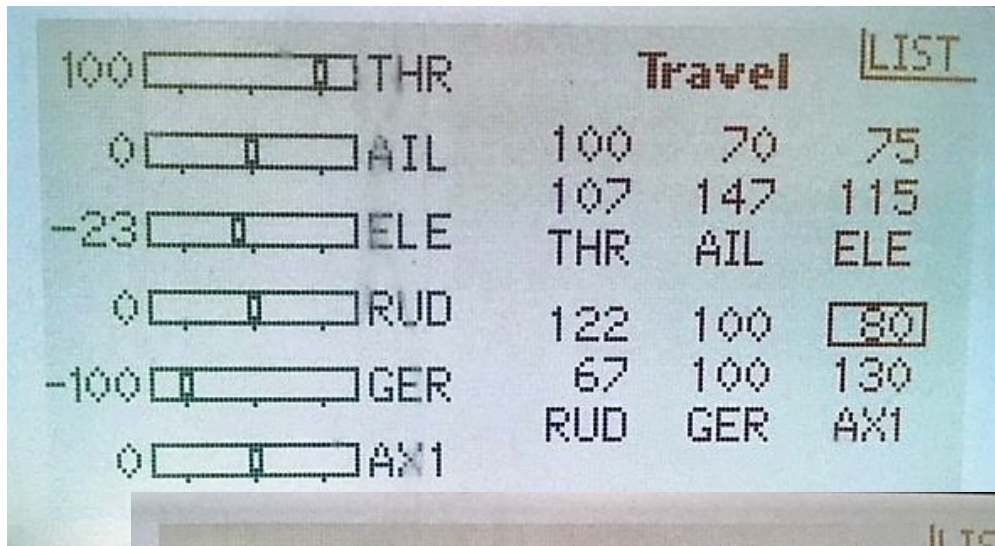 Travel
LIST
100 THR
0 AIL
-23 ELE
0 RUD
-100 GER
0 AX1
100 70 75
107 147 115
THR AIL ELE
122 100 80
67 100 130
RUD GER AX1